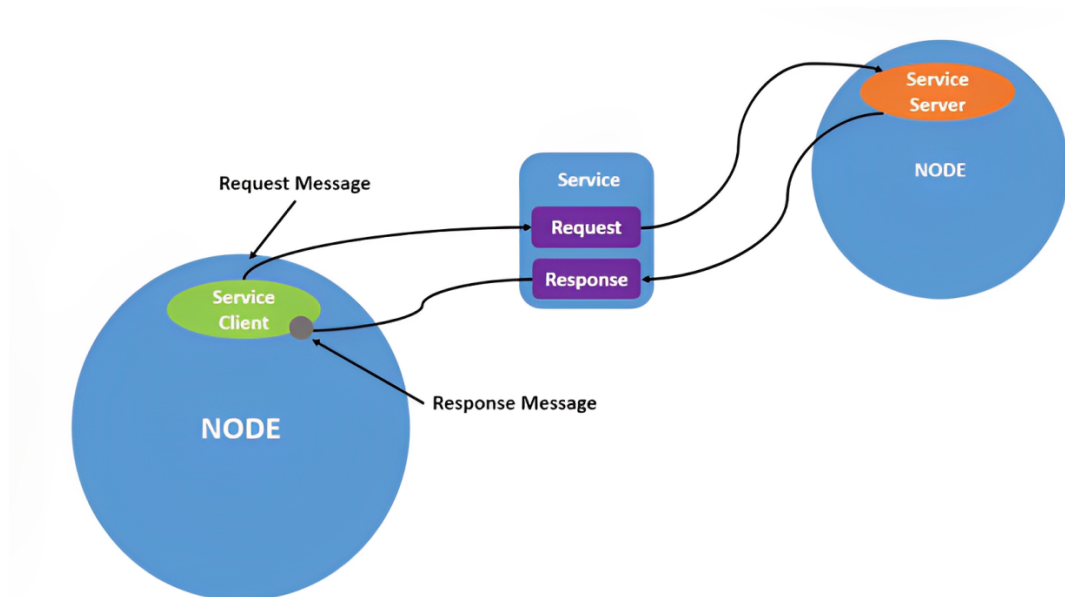 Service
Server
NODE
Request Message
Service
Request
Response
Service
Client
Response Message
NODE